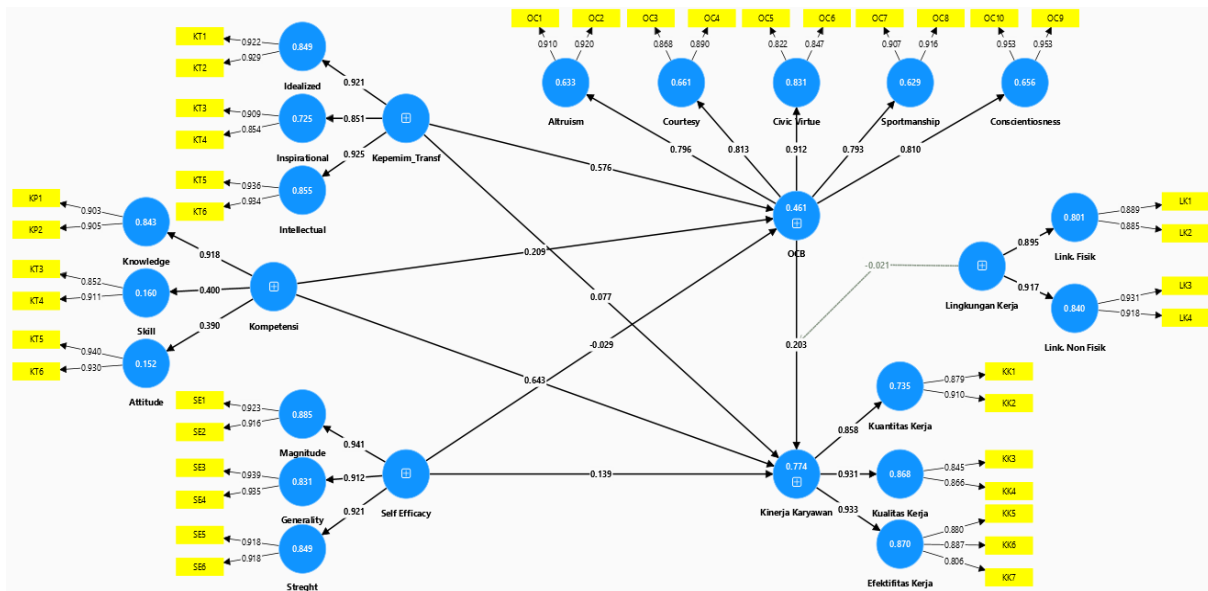 OC1 OC2 OC3 OC4 OC5 OC6 OC7 OC8 OC10 OC9
0.910 0.920 0.868 0.890 0.822 0.847 0.907 0.916 0.953 0.953
0.633 0.661 0.831 0.629 0.656
Altruism Courtesy Civic Virtue Sportmanship Conscientiosness
0.796 0.813 0.912 0.793 0.810
KT1
KT2
0.922
0.929
0.849
Idealized
0.921
KT3
KT4
0.909
0.854
0.725
Inspirational
0.851
KT5
KT6
0.936
0.934
0.855
Intellectual
0.925
Kepemim_Transf
0.576
0.077
KP1
KP2
0.903
0.905
0.843
Knowledge
0.918
KT3
KT4
0.852
0.911
0.160
Skill
0.400
KT5
KT6
0.940
0.930
0.152
Attitude
0.390
Kompetensi
0.209
0.643
SE1
SE2
0.923
0.916
0.885
Magnitude
0.941
SE3
SE4
0.939
0.935
0.831
Generality
0.912
SE5
SE6
0.918
0.918
0.849
Streght
0.921
Self Efficacy
-0.029
0.139
0.461
OCB
0.203
-0.021
Lingkungan Kerja
0.895
0.801
Link. Fisik
0.889
0.885
LK1
LK2
0.917
0.840
Link. Non Fisik
0.931
0.918
LK3
LK4
0.774
Kinerja Karyawan
0.858
0.735
Kuantitas Kerja
0.879
0.910
KK1
KK2
0.931
0.868
Kualitas Kerja
0.845
0.866
KK3
KK4
0.933
0.870
Efektifitas Kerja
0.880
0.887
0.806
KK5
KK6
KK7